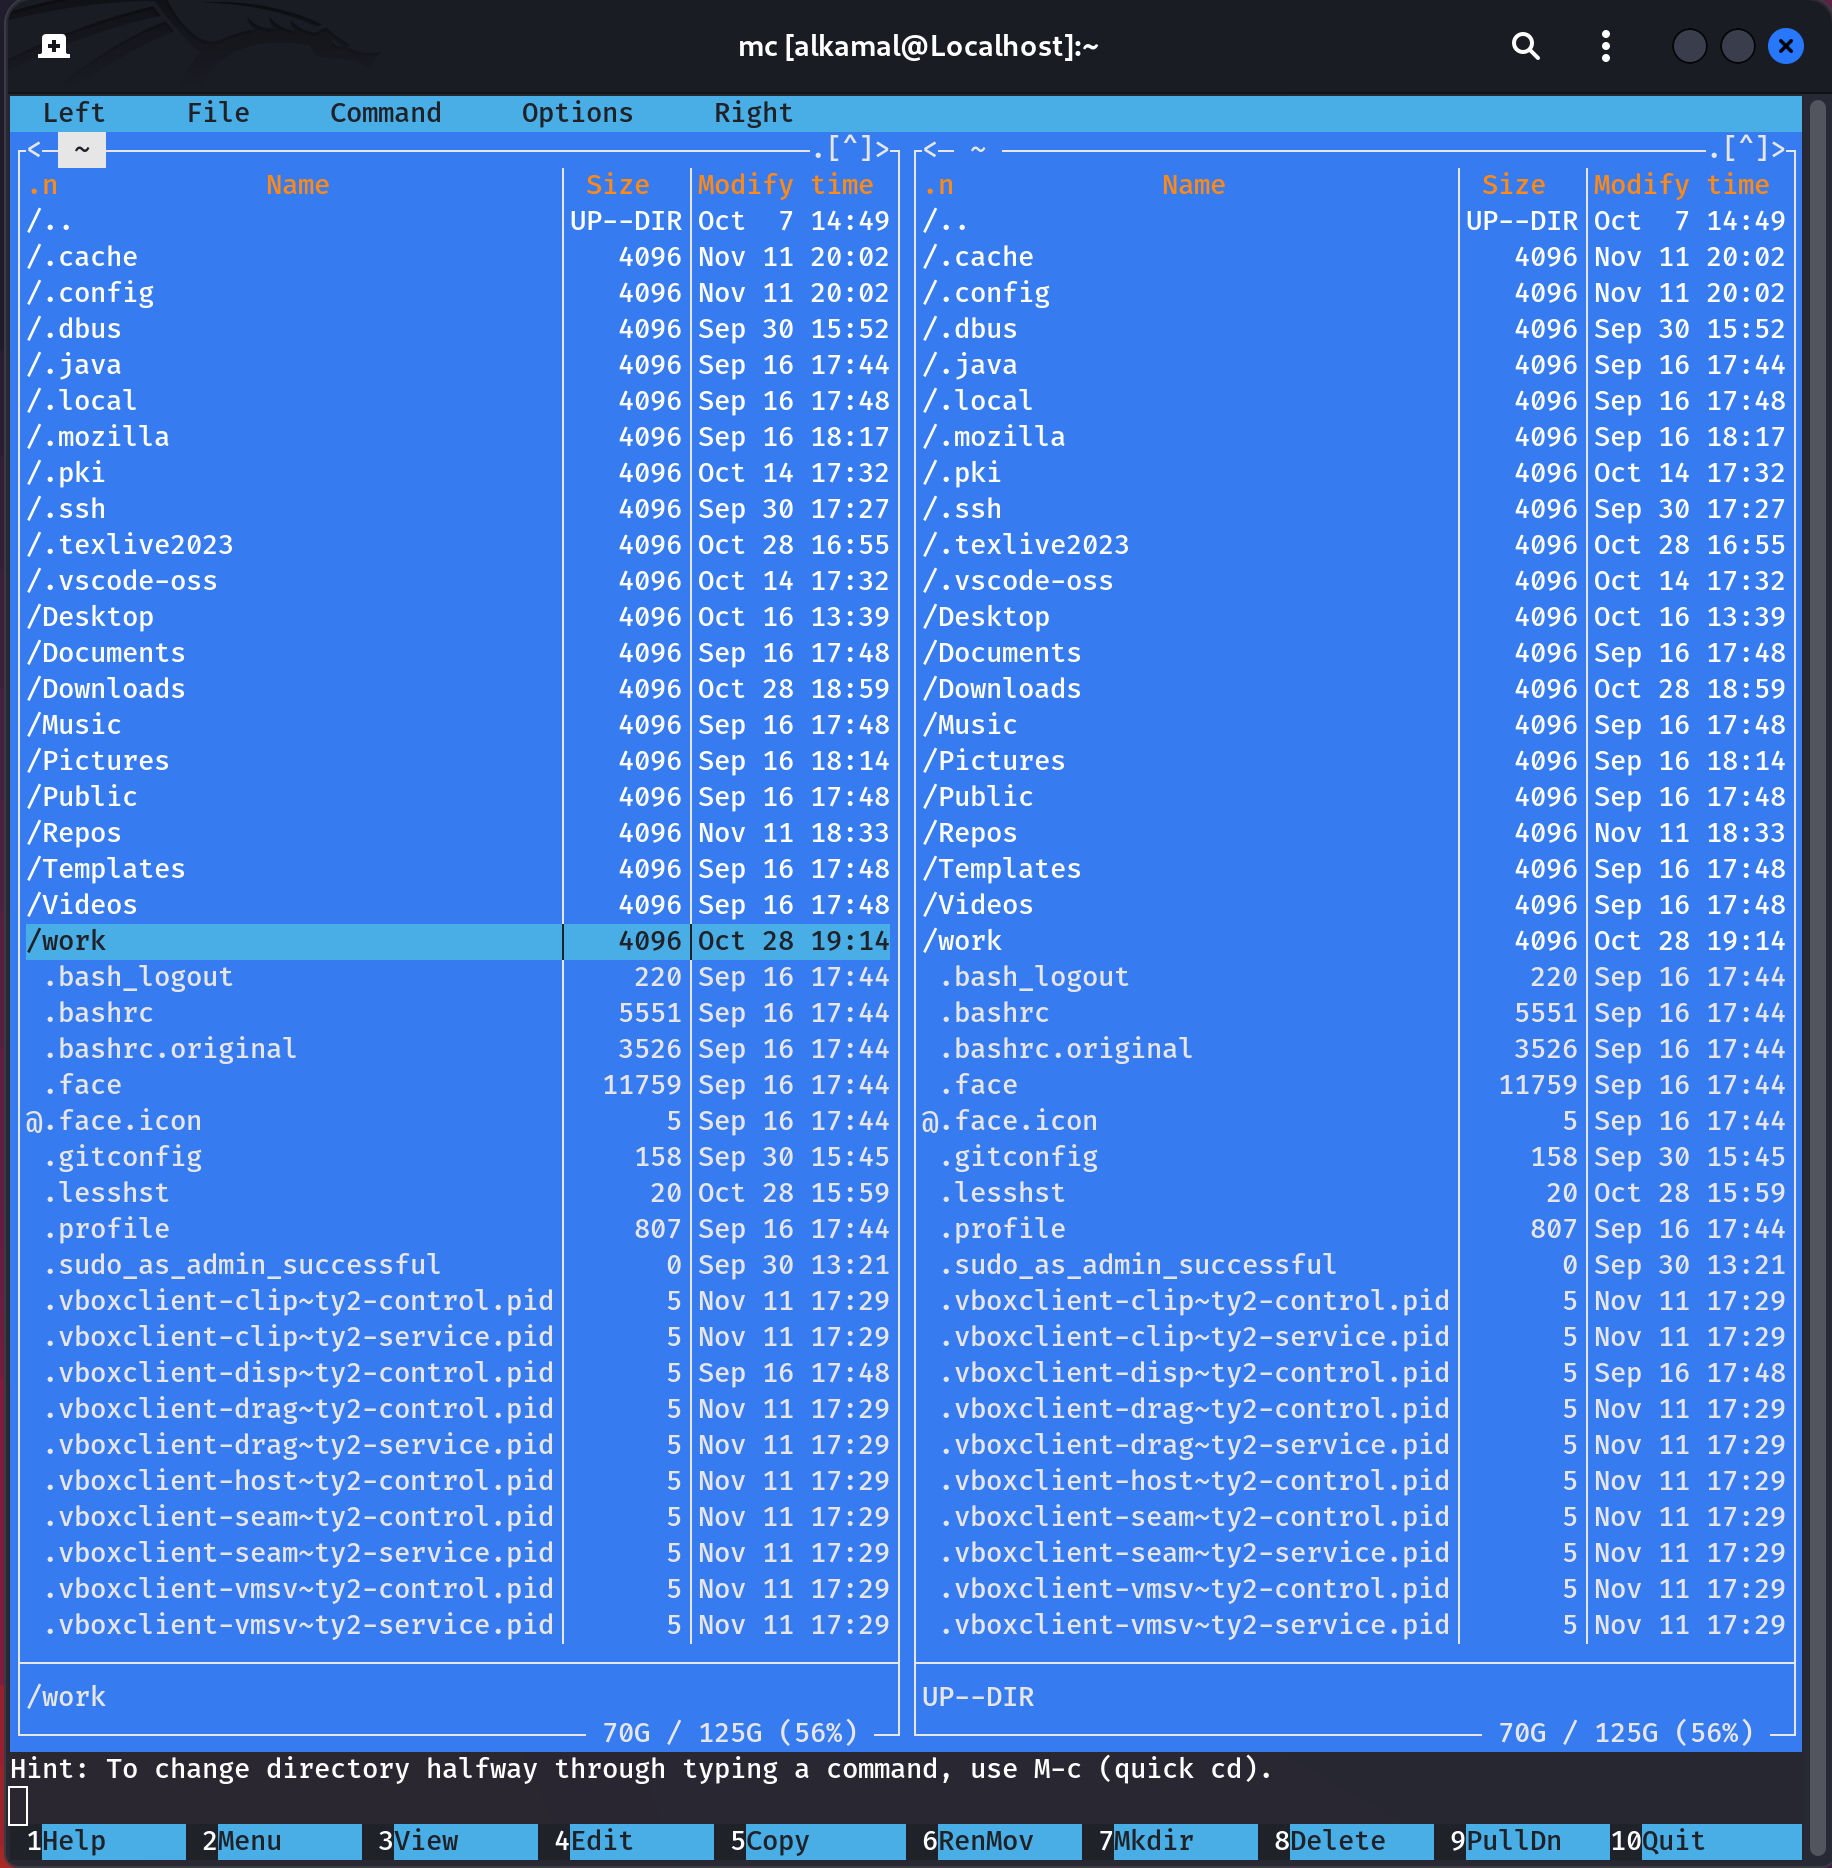 mc [alkamal@Localhost]:~
Left File Command Options Right
<- ~ .[^]> <- ~ .[^]>
.n Name Size Modify time .n Name Size Modify time
/.. UP--DIR Oct 7 14:49 /.. UP--DIR Oct 7 14:49
/.cache 4096 Nov 11 20:02 /.cache 4096 Nov 11 20:02
/.config 4096 Nov 11 20:02 /.config 4096 Nov 11 20:02
/.dbus 4096 Sep 30 15:52 /.dbus 4096 Sep 30 15:52
/.java 4096 Sep 16 17:44 /.java 4096 Sep 16 17:44
/.local 4096 Sep 16 17:48 /.local 4096 Sep 16 17:48
/.mozilla 4096 Sep 16 18:17 /.mozilla 4096 Sep 16 18:17
/.pki 4096 Oct 14 17:32 /.pki 4096 Oct 14 17:32
/.ssh 4096 Sep 30 17:27 /.ssh 4096 Sep 30 17:27
/.texlive2023 4096 Oct 28 16:55 /.texlive2023 4096 Oct 28 16:55
/.vscode-oss 4096 Oct 14 17:32 /.vscode-oss 4096 Oct 14 17:32
/Desktop 4096 Oct 16 13:39 /Desktop 4096 Oct 16 13:39
/Documents 4096 Sep 16 17:48 /Documents 4096 Sep 16 17:48
/Downloads 4096 Oct 28 18:59 /Downloads 4096 Oct 28 18:59
/Music 4096 Sep 16 17:48 /Music 4096 Sep 16 17:48
/Pictures 4096 Sep 16 18:14 /Pictures 4096 Sep 16 18:14
/Public 4096 Sep 16 17:48 /Public 4096 Sep 16 17:48
/Repos 4096 Nov 11 18:33 /Repos 4096 Nov 11 18:33
/Templates 4096 Sep 16 17:48 /Templates 4096 Sep 16 17:48
/Videos 4096 Sep 16 17:48 /Videos 4096 Sep 16 17:48
/work 4096 Oct 28 19:14 /work 4096 Oct 28 19:14
.bash_logout 220 Sep 16 17:44 .bash_logout 220 Sep 16 17:44
.bashrc 5551 Sep 16 17:44 .bashrc 5551 Sep 16 17:44
.bashrc.original 3526 Sep 16 17:44 .bashrc.original 3526 Sep 16 17:44
.face 11759 Sep 16 17:44 .face 11759 Sep 16 17:44
@.face.icon 5 Sep 16 17:44 @.face.icon 5 Sep 16 17:44
.gitconfig 158 Sep 30 15:45 .gitconfig 158 Sep 30 15:45
.lesshst 20 Oct 28 15:59 .lesshst 20 Oct 28 15:59
.profile 807 Sep 16 17:44 .profile 807 Sep 16 17:44
.sudo_as_admin_successful 0 Sep 30 13:21 .sudo_as_admin_successful 0 Sep 30 13:21
.vboxclient-clip~ty2-control.pid 5 Nov 11 17:29 .vboxclient-clip~ty2-control.pid 5 Nov 11 17:29
.vboxclient-clip~ty2-service.pid 5 Nov 11 17:29 .vboxclient-clip~ty2-service.pid 5 Nov 11 17:29
.vboxclient-disp~ty2-control.pid 5 Sep 16 17:48 .vboxclient-disp~ty2-control.pid 5 Sep 16 17:48
.vboxclient-drag~ty2-control.pid 5 Nov 11 17:29 .vboxclient-drag~ty2-control.pid 5 Nov 11 17:29
.vboxclient-drag~ty2-service.pid 5 Nov 11 17:29 .vboxclient-drag~ty2-service.pid 5 Nov 11 17:29
.vboxclient-host~ty2-control.pid 5 Nov 11 17:29 .vboxclient-host~ty2-control.pid 5 Nov 11 17:29
.vboxclient-seam~ty2-control.pid 5 Nov 11 17:29 .vboxclient-seam~ty2-control.pid 5 Nov 11 17:29
.vboxclient-seam~ty2-service.pid 5 Nov 11 17:29 .vboxclient-seam~ty2-service.pid 5 Nov 11 17:29
.vboxclient-vmsv~ty2-control.pid 5 Nov 11 17:29 .vboxclient-vmsv~ty2-control.pid 5 Nov 11 17:29
.vboxclient-vmsv~ty2-service.pid 5 Nov 11 17:29 .vboxclient-vmsv~ty2-service.pid 5 Nov 11 17:29
/work UP--DIR
70G / 125G (56%) 70G / 125G (56%)
Hint: To change directory halfway through typing a command, use M-c (quick cd).
1Help 2Menu 3View 4Edit 5Copy 6RenMov 7Mkdir 8Delete 9PullDn 10Quit